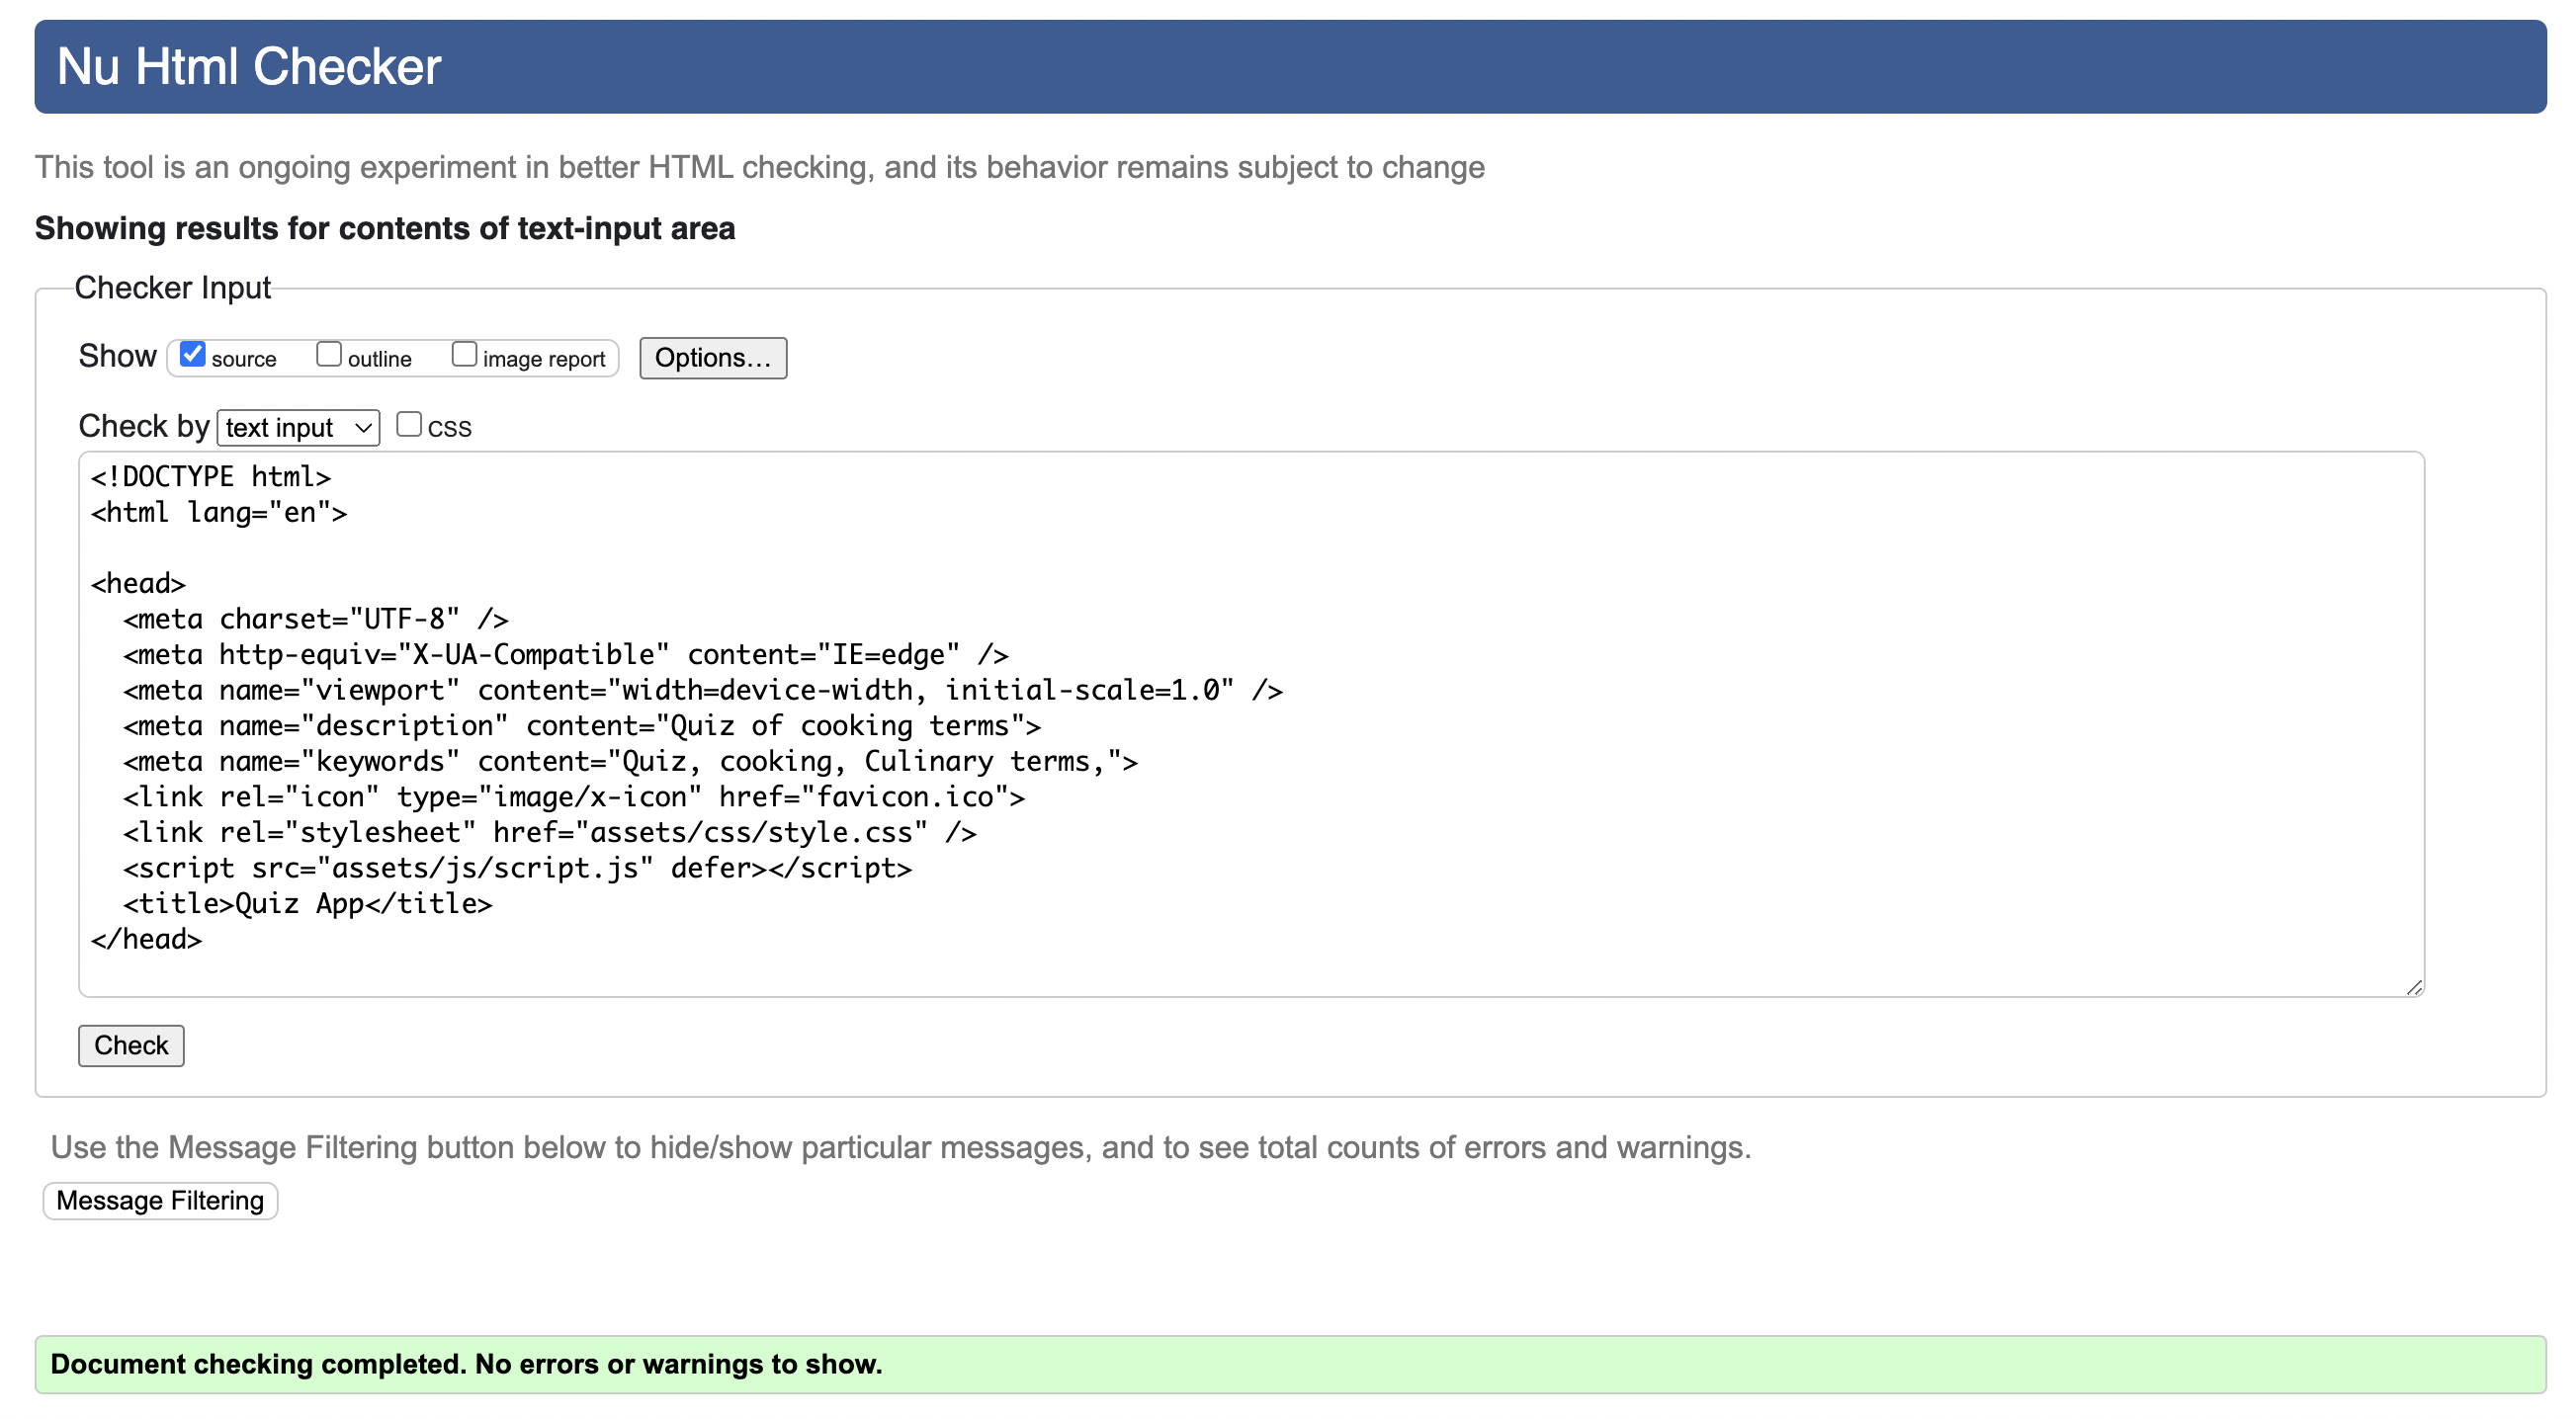 Nu Html Checker
This tool is an ongoing experiment in better HTML checking, and its behavior remains subject to change
Showing results for contents of text-input area
Checker Input
Show source outline image report Options...
Check by text input CSS
<!DOCTYPE html>
<html lang="en">
<head>
  <meta charset="UTF-8" />
  <meta http-equiv="X-UA-Compatible" content="IE=edge" />
  <meta name="viewport" content="width=device-width, initial-scale=1.0" />
  <meta name="description" content="Quiz of cooking terms">
  <meta name="keywords" content="Quiz, cooking, Culinary terms,">
  <link rel="icon" type="image/x-icon" href="favicon.ico">
  <link rel="stylesheet" href="assets/css/style.css" />
  <script src="assets/js/script.js" defer></script>
  <title>Quiz App</title>
</head>
Check
Use the Message Filtering button below to hide/show particular messages, and to see total counts of errors and warnings.
Message Filtering
Document checking completed. No errors or warnings to show.